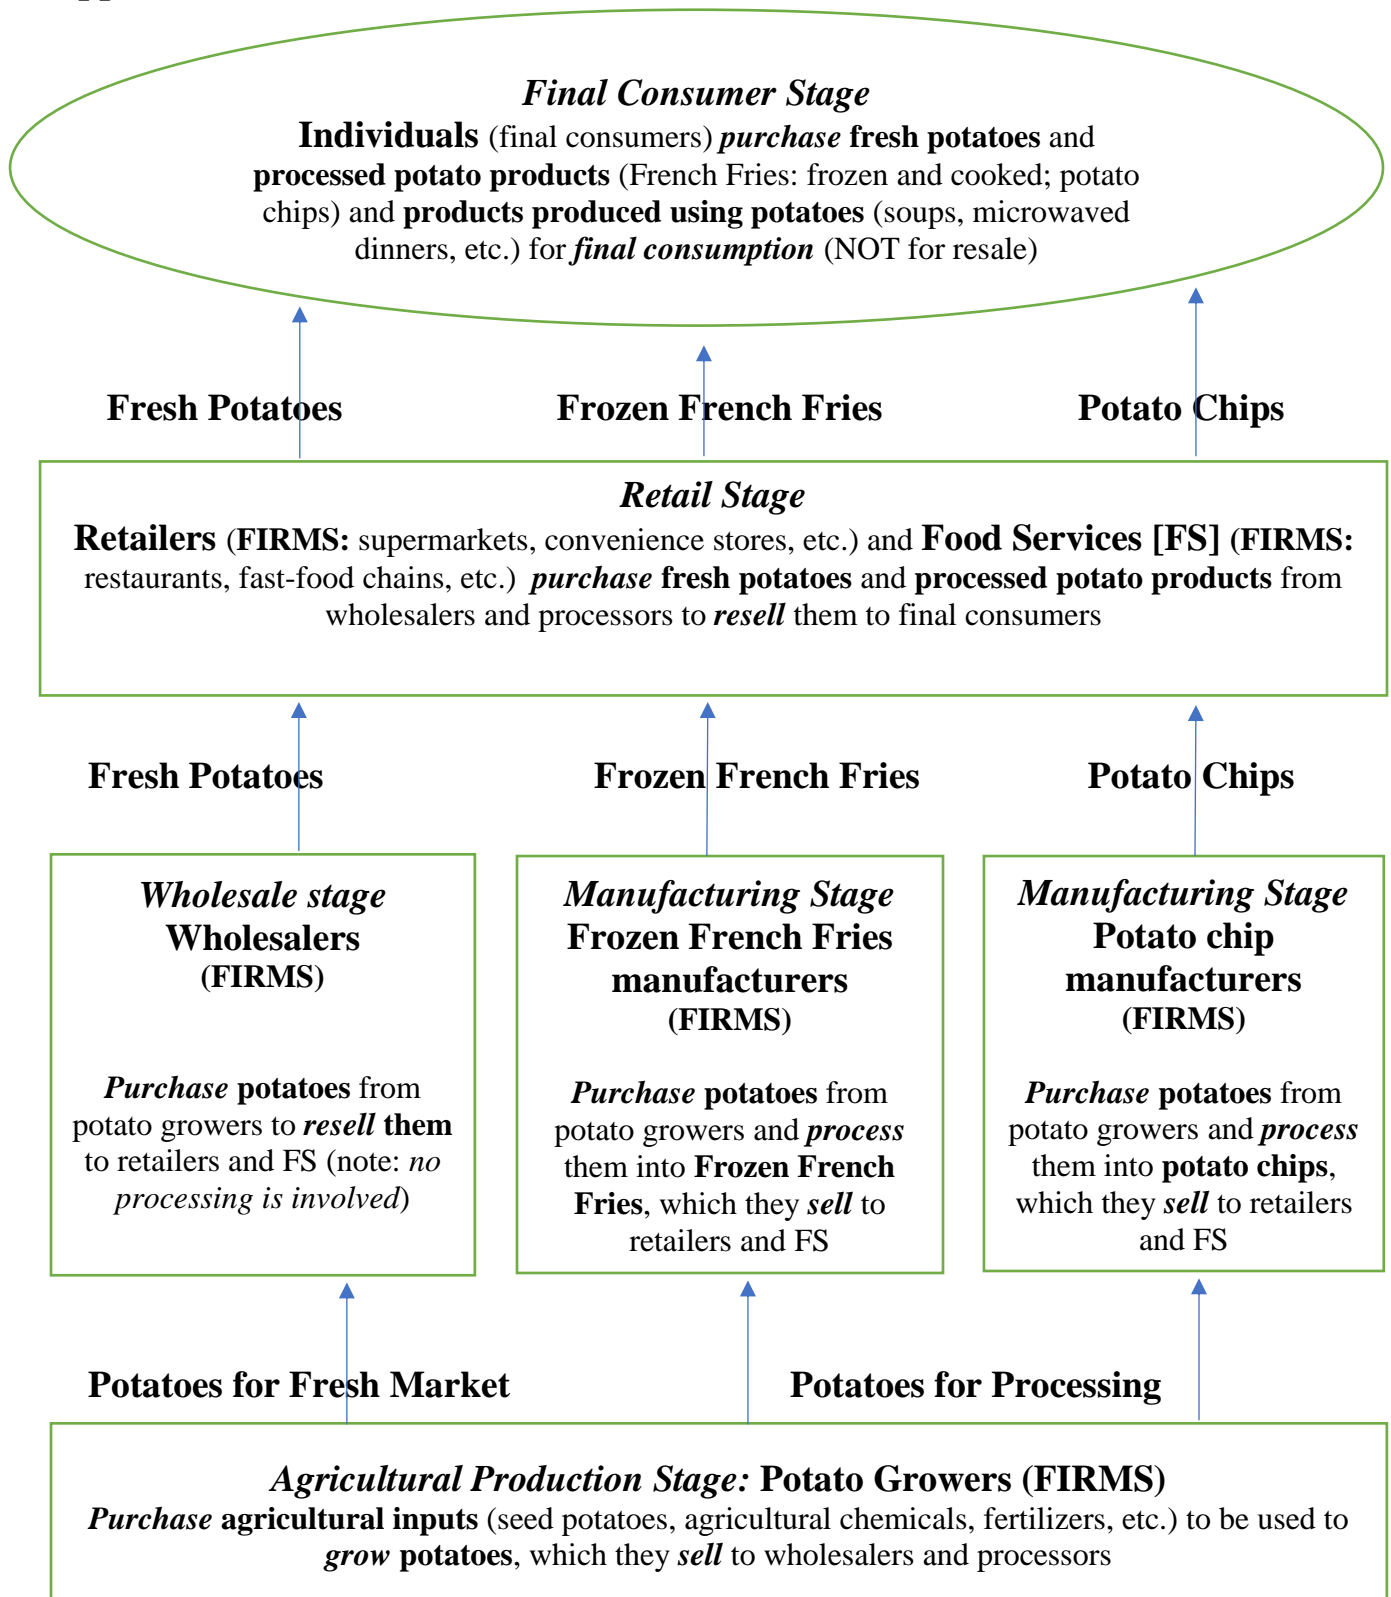 Final Consumer Stage
Individuals (final consumers) purchase fresh potatoes and
processed potato products (French Fries: frozen and cooked; potato
chips) and products produced using potatoes (soups, microwaved
dinners, etc.) for final consumption (NOT for resale)
Fresh Potatoes
Frozen French Fries
Potato Chips
Retail Stage
Retailers (FIRMS: supermarkets, convenience stores, etc.) and Food Services [FS] (FIRMS:
restaurants, fast-food chains, etc.) purchase fresh potatoes and processed potato products from
wholesalers and processors to resell them to final consumers
Fresh Potatoes
Frozen French Fries
Potato Chips
Wholesale stage
Wholesalers
(FIRMS)
Purchase potatoes from
potato growers to resell them
to retailers and FS (note: no
processing is involved)
Manufacturing Stage
Frozen French Fries
manufacturers
(FIRMS)
Purchase potatoes from
potato growers and process
them into Frozen French
Fries, which they sell to
retailers and FS
Manufacturing Stage
Potato chip
manufacturers
(FIRMS)
Purchase potatoes from
potato growers and process
them into potato chips,
which they sell to retailers
and FS
Potatoes for Fresh Market
Potatoes for Processing
Agricultural Production Stage: Potato Growers (FIRMS)
Purchase agricultural inputs (seed potatoes, agricultural chemicals, fertilizers, etc.) to be used to
grow potatoes, which they sell to wholesalers and processors